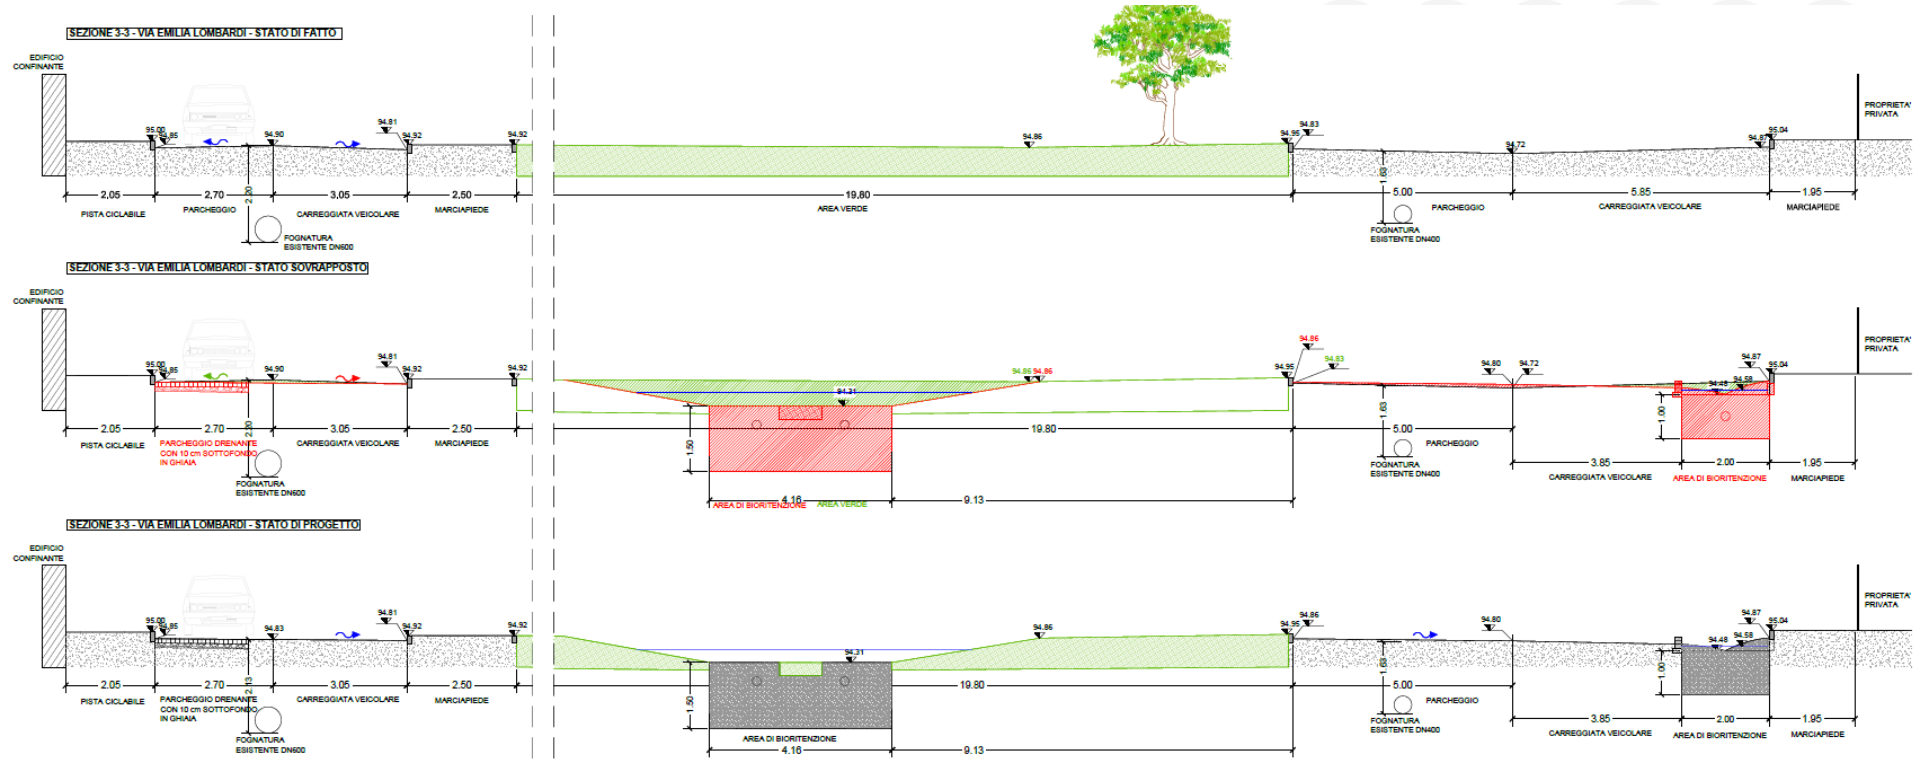 SEZIONE 3-3 - VIA EMILIA LOMBARDI - STATO DI FATTO
EDIFICIO
CONFINANTE
PROPRIETA'
PRIVATA
95.00
94.85
94.90
94.81
94.92
94.92
94.86
94.95
94.83
94.72
94.87
95.04
2.05
2.70
3.05
2.50
19.80
5.00
5.85
1.95
2.20
1.63
PISTA CICLABILE
PARCHEGGIO
CARREGGIATA VEICOLARE
MARCIAPIEDE
AREA VERDE
PARCHEGGIO
CARREGGIATA VEICOLARE
MARCIAPIEDE
FOGNATURA
ESISTENTE DN600
FOGNATURA
ESISTENTE DN400
SEZIONE 3-3 - VIA EMILIA LOMBARDI - STATO SOVRAPPOSTO
EDIFICIO
CONFINANTE
PROPRIETA'
PRIVATA
95.00
94.85
94.90
94.81
94.92
94.92
94.31
94.86 94.86
94.95
94.86
94.83
94.80
94.72
94.48
94.58
94.87
95.04
2.05
2.70
3.05
2.50
19.80
5.00
2.20
1.50
1.63
1.00
PISTA CICLABILE
PARCHEGGIO DRENANTE
CON 10 cm SOTTOFONDO
IN GHIAIA
CARREGGIATA VEICOLARE
MARCIAPIEDE
PARCHEGGIO
FOGNATURA
ESISTENTE DN600
FOGNATURA
ESISTENTE DN400
3.85
2.00
1.95
CARREGGIATA VEICOLARE
AREA DI BIORITENZIONE
MARCIAPIEDE
4.16
9.13
AREA DI BIORITENZIONE
AREA VERDE
SEZIONE 3-3 - VIA EMILIA LOMBARDI - STATO DI PROGETTO
EDIFICIO
CONFINANTE
PROPRIETA'
PRIVATA
95.00
94.85
94.83
94.81
94.92
94.92
94.31
94.86
94.95
94.86
94.80
94.48
94.58
94.87
95.04
2.05
2.70
3.05
2.50
19.80
5.00
2.13
1.50
1.63
1.00
PISTA CICLABILE
PARCHEGGIO DRENANTE
CON 10 cm SOTTOFONDO
IN GHIAIA
CARREGGIATA VEICOLARE
MARCIAPIEDE
PARCHEGGIO
FOGNATURA
ESISTENTE DN600
FOGNATURA
ESISTENTE DN400
3.85
2.00
1.95
CARREGGIATA VEICOLARE
AREA DI BIORITENZIONE
MARCIAPIEDE
AREA DI BIORITENZIONE
4.16
9.13